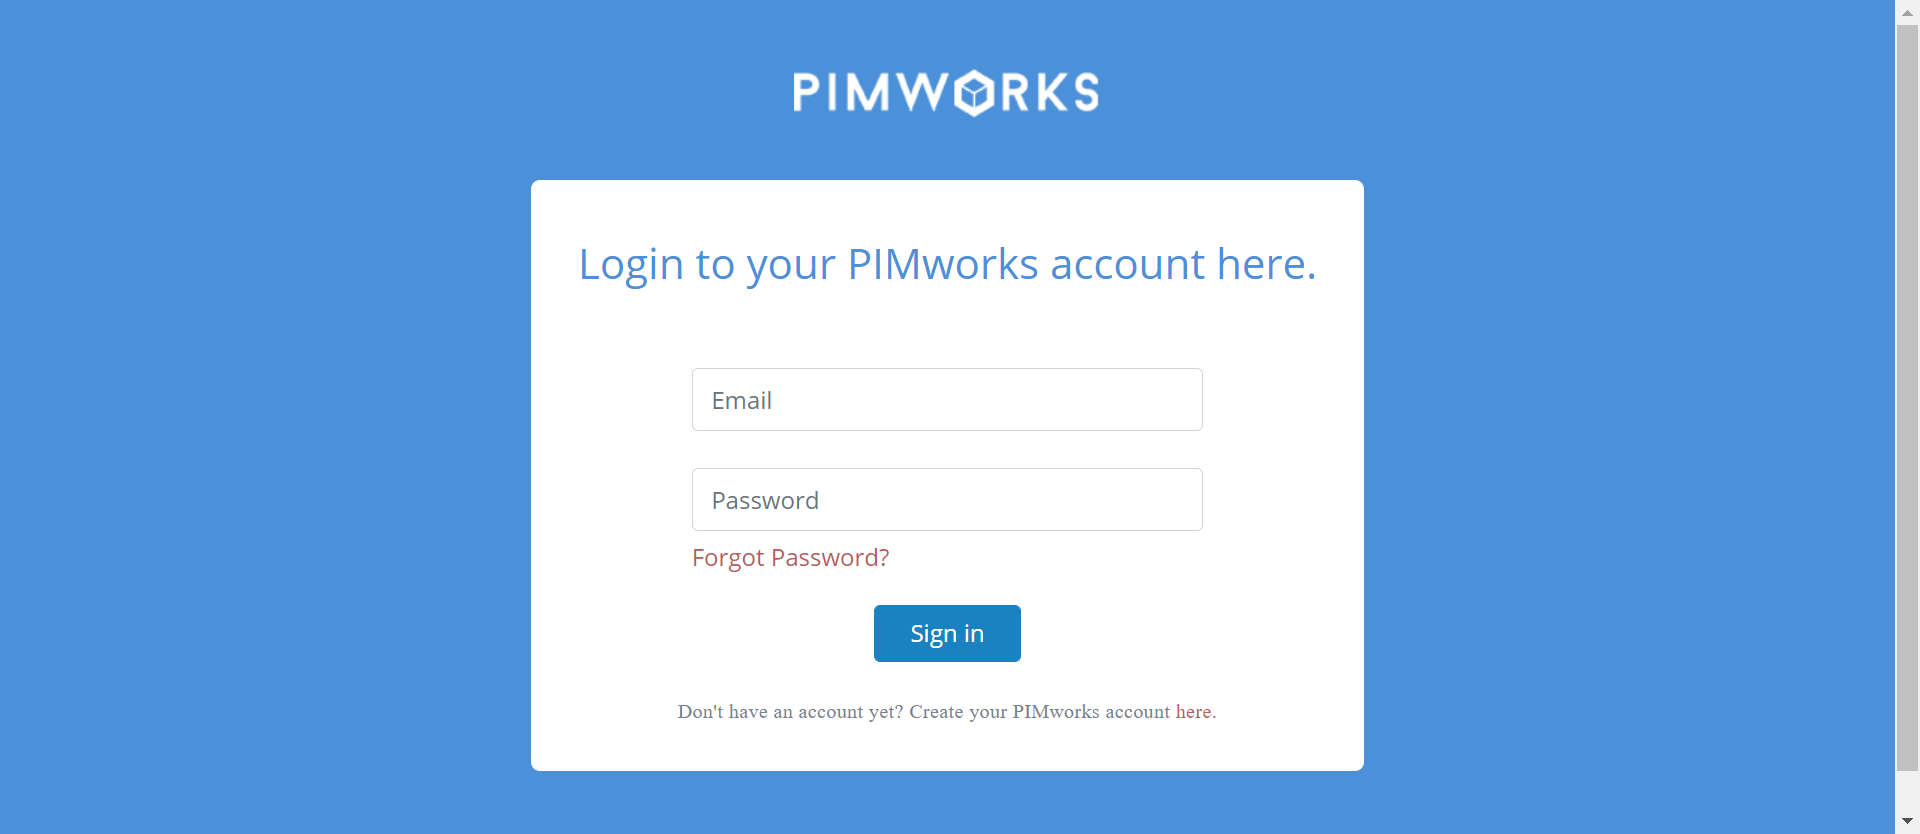 PIMWORKS
Login to your PIMworks account here.
Email
Password
Forgot Password?
Sign in
Don't have an account yet? Create your PIMworks account here.